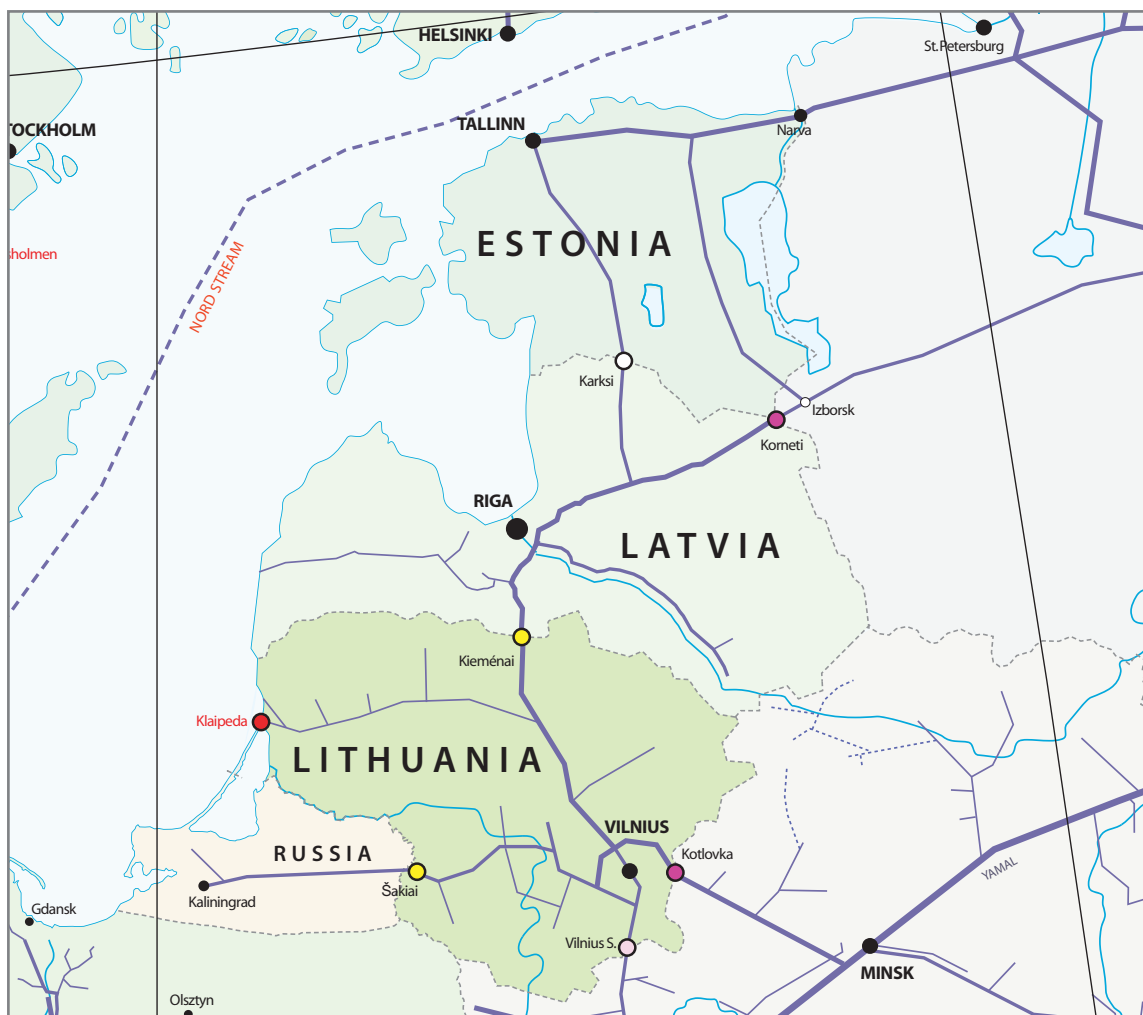 HELSINKI
St. Petersburg
TOCKHOLM
TALLINN
Narva
ESTONIA
sholmen
NORD STREAM
Karksi
Izborsk
Korneti
RIGA
LATVIA
Kieménai
Klaipeda
LITHUANIA
VILNIUS
RUSSIA
Kotlovka
YAMAL
Šakiai
Kaliningrad
Gdansk
Vilnius S.
MINSK
Olsztyn